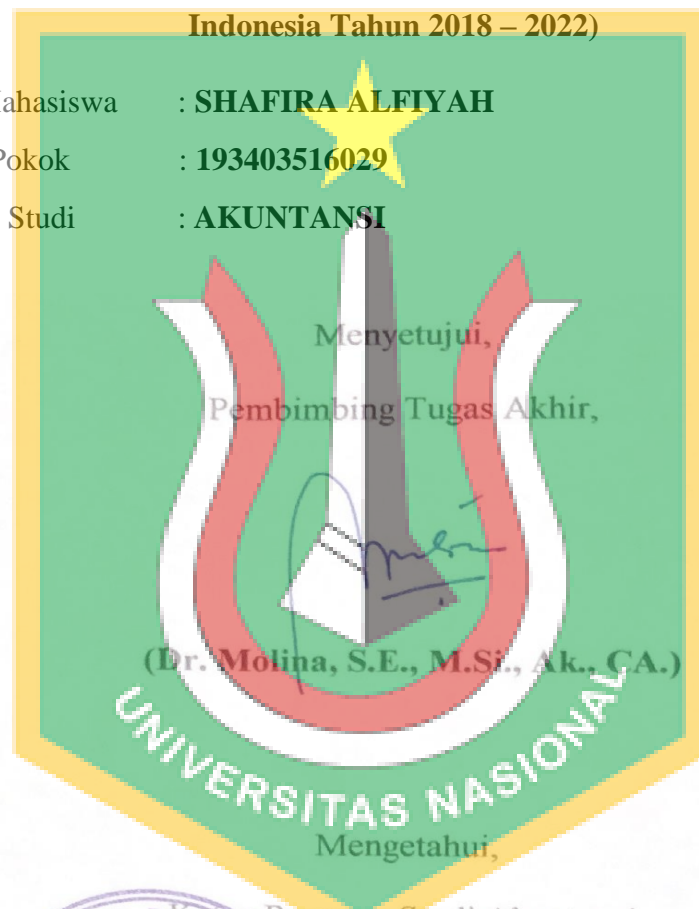 Indonesia Tahun 2018 – 2022)
Mahasiswa : SHAFIRA ALFIYAH
Pokok : 193403516029
Studi : AKUNTANSI
Menyetujui,
Pembimbing Tugas Akhir,
(Dr. Molina, S.E., M.Si., Ak., CA.)
UNIVERSITAS NASIONAL
Mengetahui,